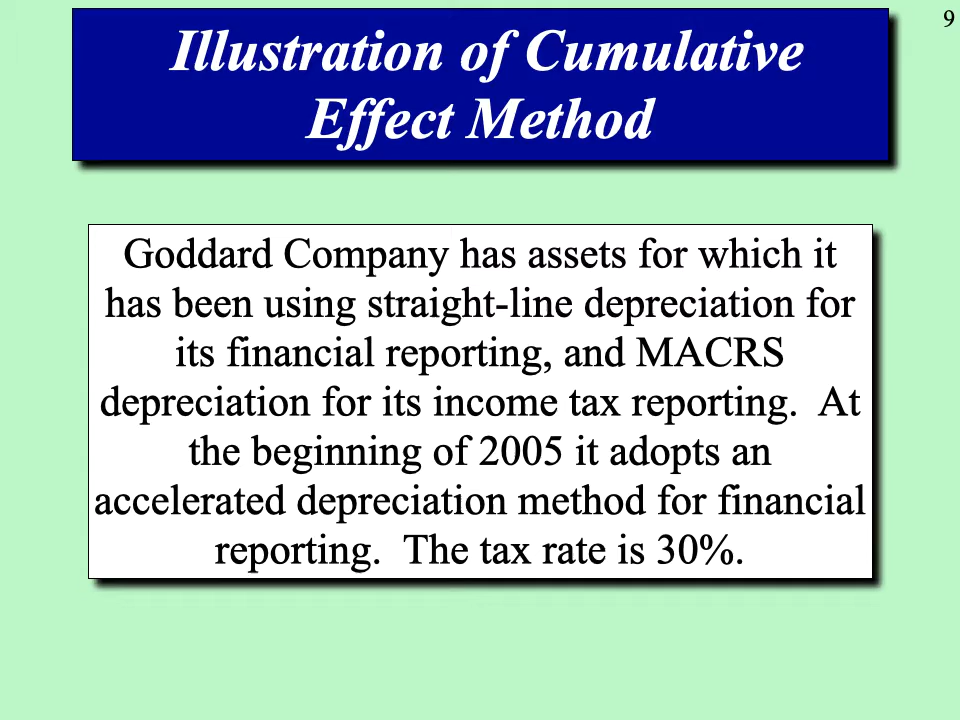 9
Illustration of Cumulative
Effect Method
Goddard Company has assets for which it
has been using straight-line depreciation for
its financial reporting, and MACRS
depreciation for its income tax reporting.  At
the beginning of 2005 it adopts an
accelerated depreciation method for financial
reporting.  The tax rate is 30%.